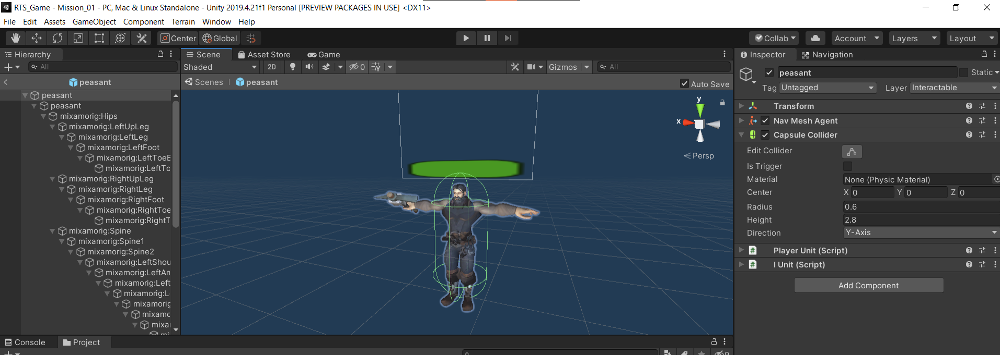 RTS_Game - Mission_01 - PC, Mac & Linux Standalone - Unity 2019.4.21f1 Personal [PREVIEW PACKAGES IN USE] <DX11>
File Edit Assets GameObject Component Terrain Window Help
Center Global Collab Account Layers Layout
Hierarchy
All
peasant
peasant
peasant
mixamorig:Hips
mixamorig:LeftUpLeg
mixamorig:LeftLeg
mixamorig:LeftFoot
mixamorig:LeftToeE
mixamorig:LeftTo
mixamorig:RightUpLeg
mixamorig:RightLeg
mixamorig:RightFoot
mixamorig:RightToe
mixamorig:RightT
mixamorig:Spine
mixamorig:Spine1
mixamorig:Spine2
mixamorig:LeftShou
mixamorig:LeftArı
mixamorig:Left
mixamorig:L
mixamorig
mixamo
mixar
Scene Asset Store Game
Shaded 2D 0 Gizmos All
Scenes peasant Auto Save
y
x
Persp
Inspector Navigation
peasant Static
Tag Untagged Layer Interactable
Transform
Nav Mesh Agent
Capsule Collider
Edit Collider
Is Trigger
Material None (Physic Material)
Center X 0 Y 0 Z 0
Radius 0.6
Height 2.8
Direction Y-Axis
Player Unit (Script)
I Unit (Script)
Add Component
Console Project